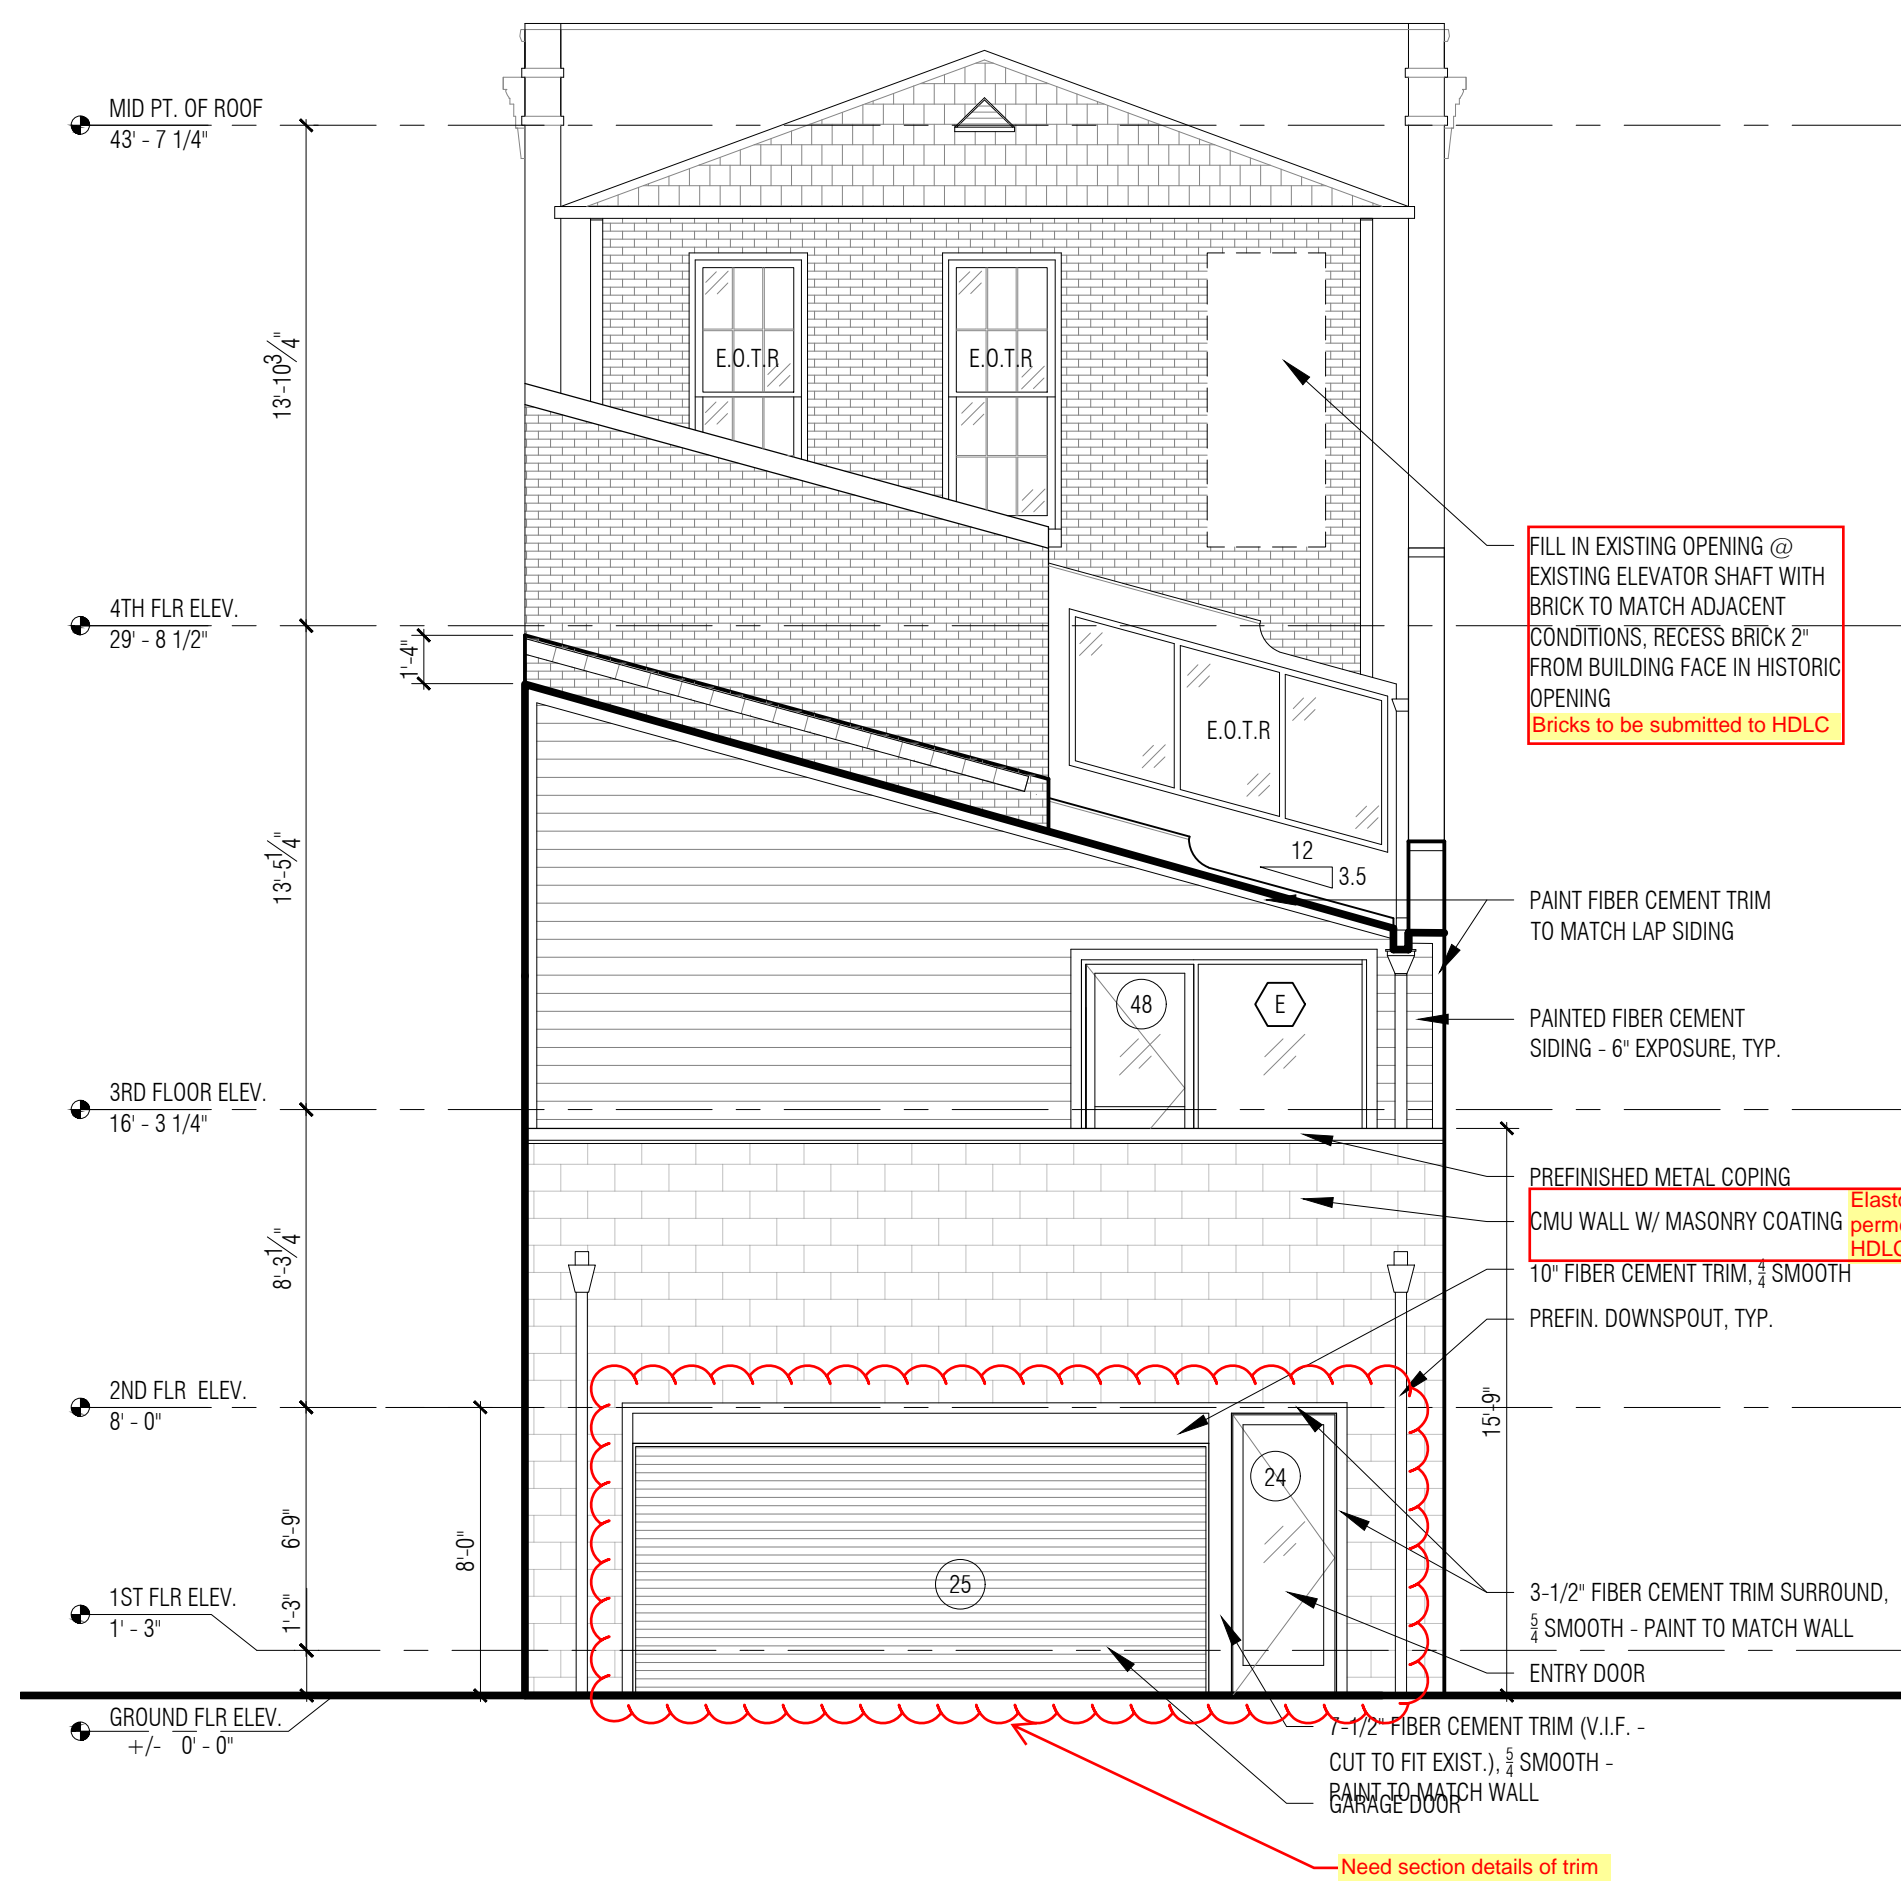 MID PT. OF ROOF
43' - 7 1/4"
13'-10 3/4"
E.O.T.R
E.O.T.R
FILL IN EXISTING OPENING @
EXISTING ELEVATOR SHAFT WITH
BRICK TO MATCH ADJACENT
CONDITIONS, RECESS BRICK 2"
FROM BUILDING FACE IN HISTORIC
OPENING
Bricks to be submitted to HDLC
4TH FLR ELEV.
29' - 8 1/2"
1'-4"
E.O.T.R
13'-5 1/4"
12
3.5
PAINT FIBER CEMENT TRIM
TO MATCH LAP SIDING
48
E
PAINTED FIBER CEMENT
SIDING - 6" EXPOSURE, TYP.
3RD FLOOR ELEV.
16' - 3 1/4"
PREFINISHED METAL COPING
CMU WALL W/ MASONRY COATING
HDLC
8'-3 1/4"
10" FIBER CEMENT TRIM, 4/4 SMOOTH
PREFIN. DOWNSPOUT, TYP.
2ND FLR ELEV.
8' - 0"
15'-9"
24
6'-9"
8'-0"
25
1ST FLR ELEV.
1' - 3"
1'-3"
3-1/2" FIBER CEMENT TRIM SURROUND,
5/4 SMOOTH - PAINT TO MATCH WALL
ENTRY DOOR
GROUND FLR ELEV.
+/- 0' - 0"
7-1/2" FIBER CEMENT TRIM (V.I.F. -
CUT TO FIT EXIST.), 5/4 SMOOTH -
PAINT TO MATCH WALL
GARAGE DOOR
Need section details of trim